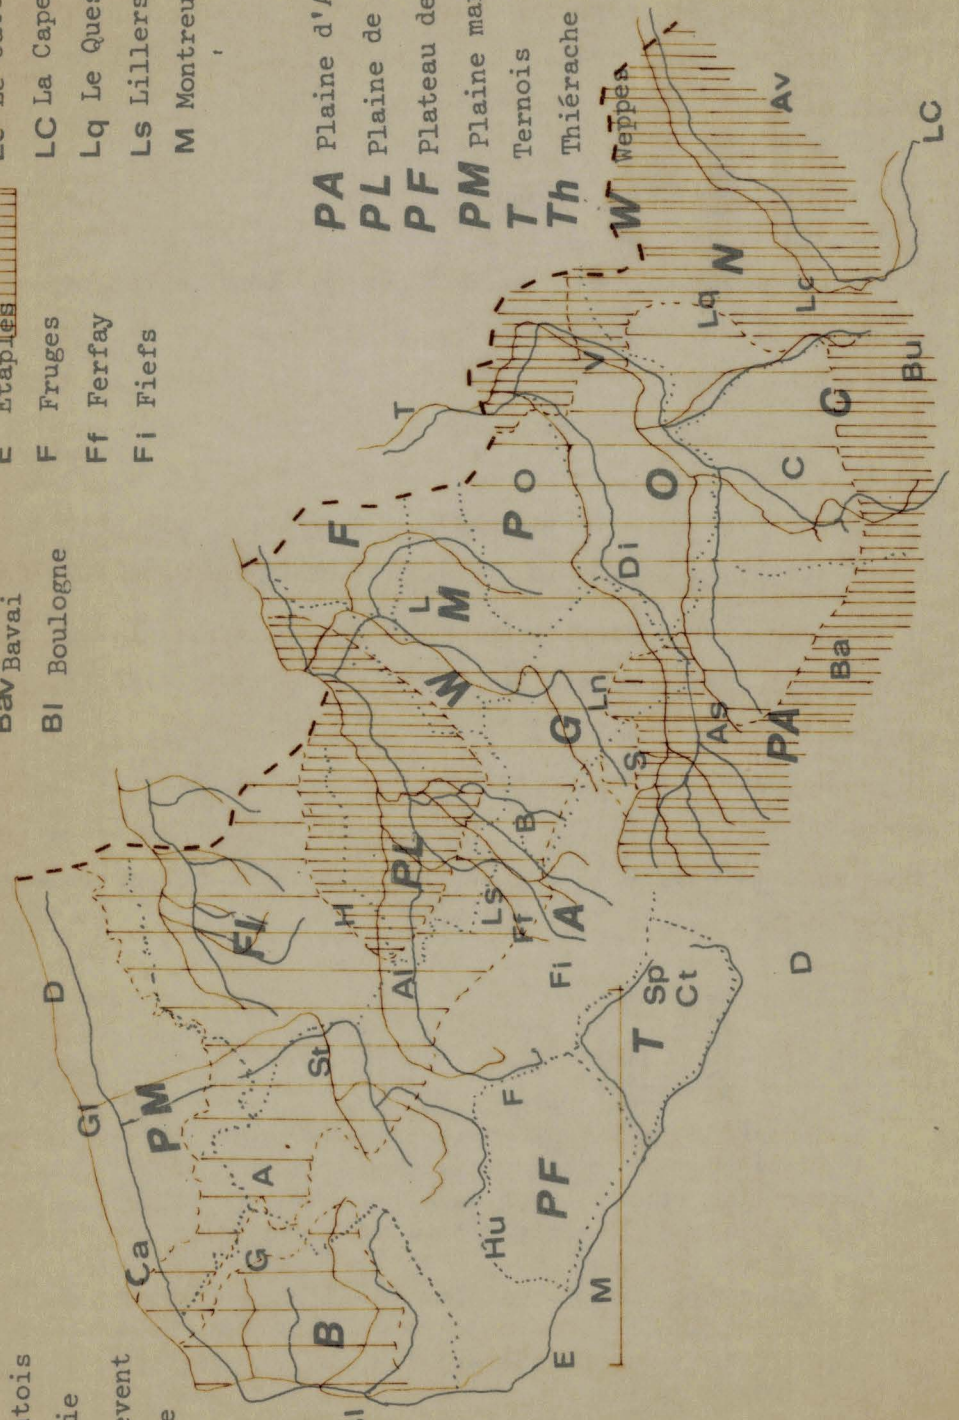 tois
ie
event
e
Bav Bavai
Bl Boulogne
E Etaples
F Fruges
Ff Ferfay
Fi Fiefs
LC La Cape
Lq Le Ques
Ls Lillers
M Montreu
PA Plaine d'A
PL Plaine de
PF Plateau de
PM Plaine mar
T Ternois
Th Thiérache
W Weppes
D
Gl
Ca
PM
T
Fl
F
A
St
H
G
Al
PL
L
M
W
B
Ls
Ff
P
O
B
Hu
F
Fi
A
G
Ln
S
Di
O
V
PF
E
M
T
Sp
Ct
D
As
PA
Ba
C
C
Bu
Lq
N
Lc
Av
LC